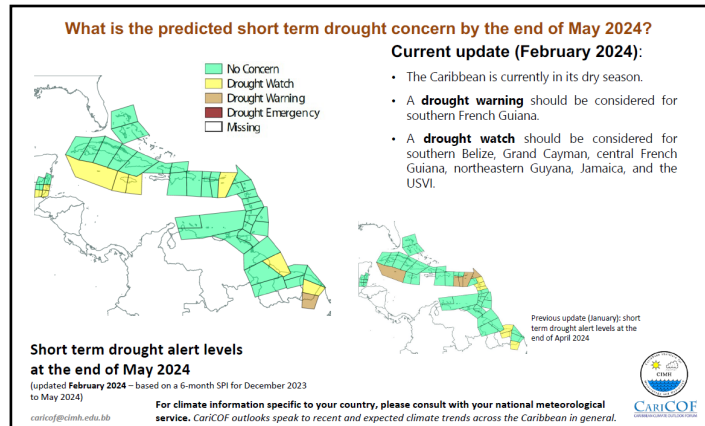 What is the predicted short term drought concern by the end of May 2024?
No Concern
Drought Watch
Drought Warning
Drought Emergency
Missing
Current update (February 2024):
• The Caribbean is currently in its dry season.
• A drought warning should be considered for
southern French Guiana.
• A drought watch should be considered for
southern Belize, Grand Cayman, central French
Guiana, northeastern Guyana, Jamaica, and the
USVI.
Previous update (January): short
term drought alert levels at the
end of April 2024
Short term drought alert levels
at the end of May 2024
(updated February 2024 – based on a 6-month SPI for December 2023
to May 2024)
caricof@cimh.edu.bb
For climate information specific to your country, please consult with your national meteorological
service. CariCOF outlooks speak to recent and expected climate trends across the Caribbean in general.
CIMH
CARICOF
CARIBBEAN CLIMATE OUTLOOK FORUM